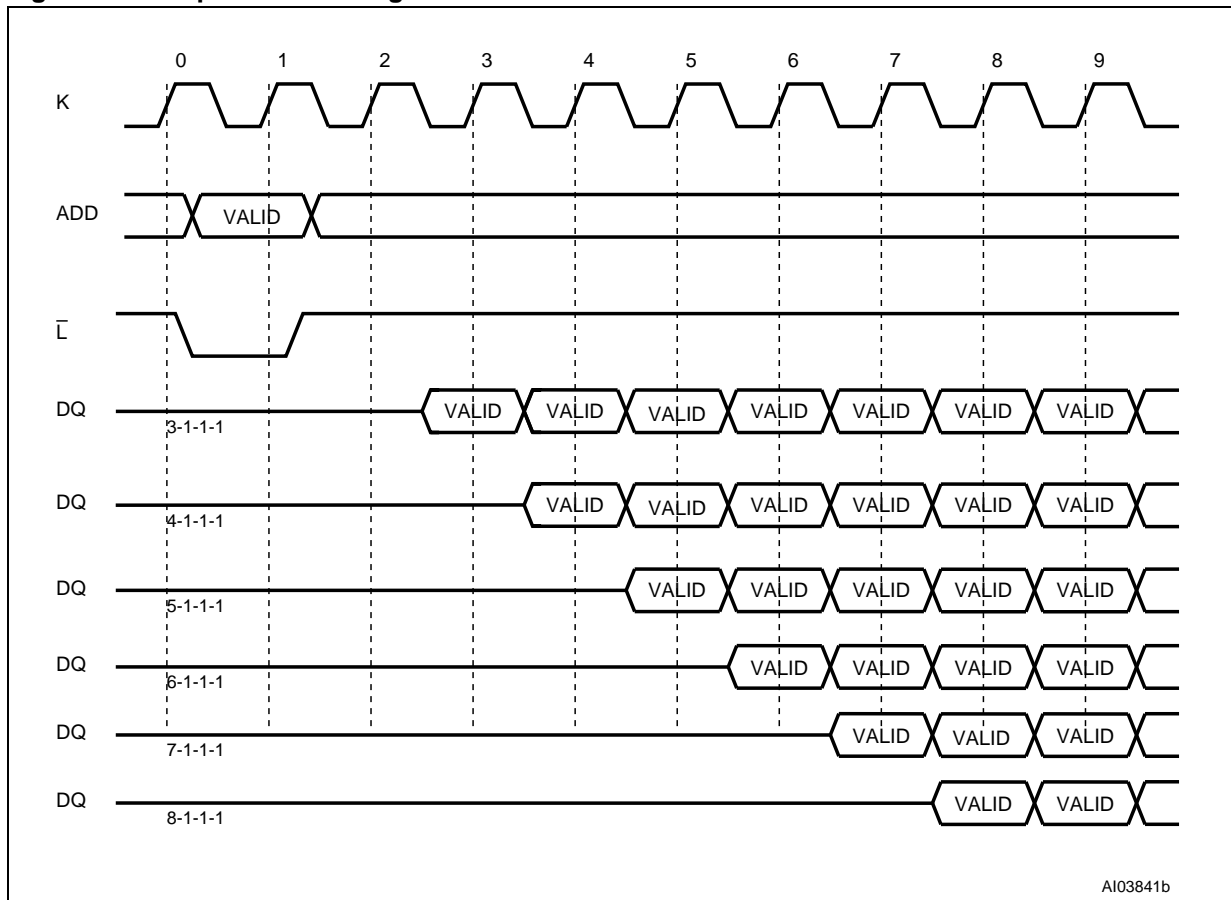 0 1 2 3 4 5 6 7 8 9
K
ADD VALID
L̅
DQ VALID VALID VALID VALID VALID VALID VALID
3-1-1-1
DQ VALID VALID VALID VALID VALID VALID
4-1-1-1
DQ VALID VALID VALID VALID VALID
5-1-1-1
DQ VALID VALID VALID VALID
6-1-1-1
DQ VALID VALID VALID
7-1-1-1
DQ VALID VALID
8-1-1-1
AI03841b